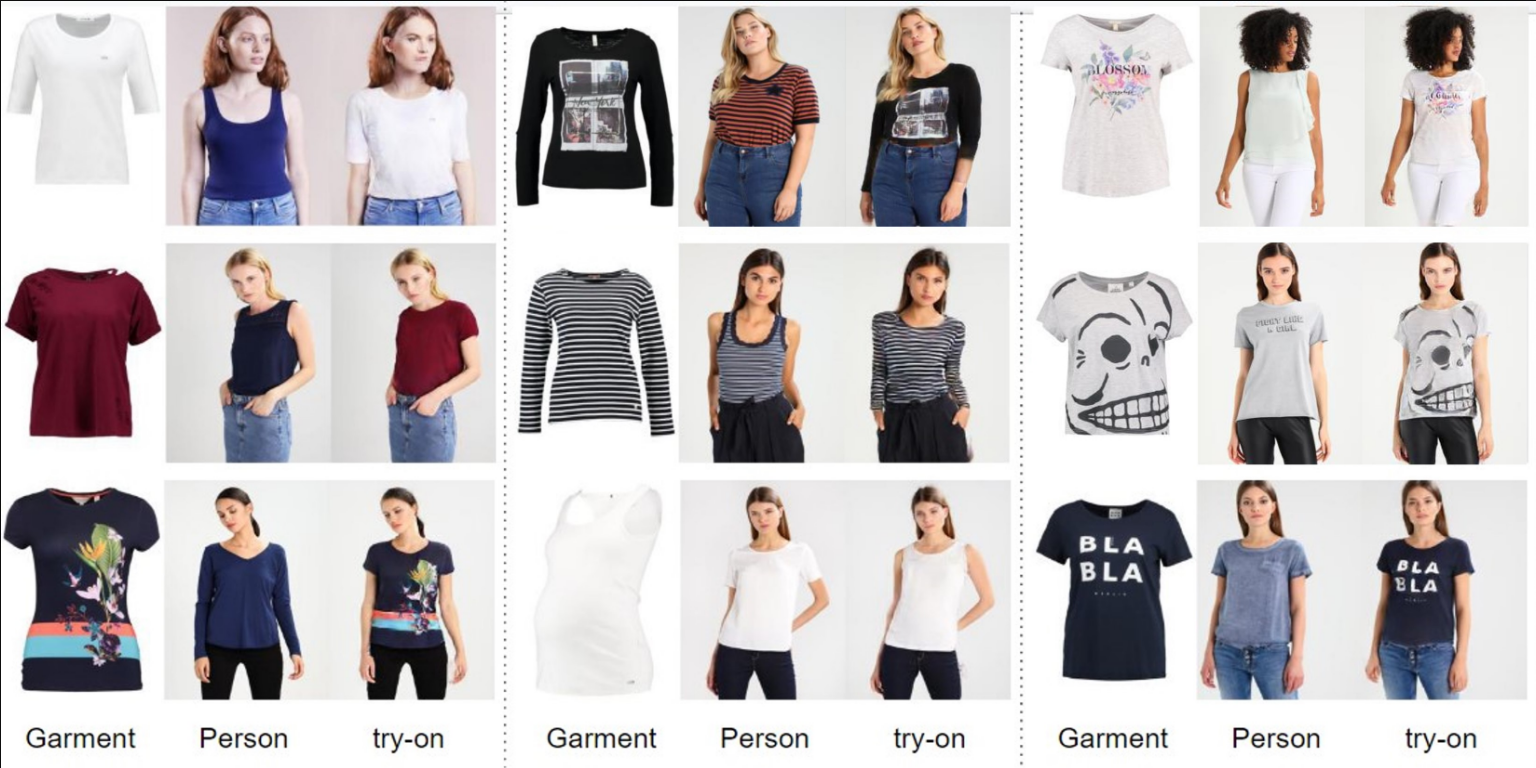 BLOSSOM
FIGHT LIKE
A GIRL
BLA
BLA
BERLIN
BLA
BLA
Garment
Person
try-on
Garment
Person
try-on
Garment
Person
try-on